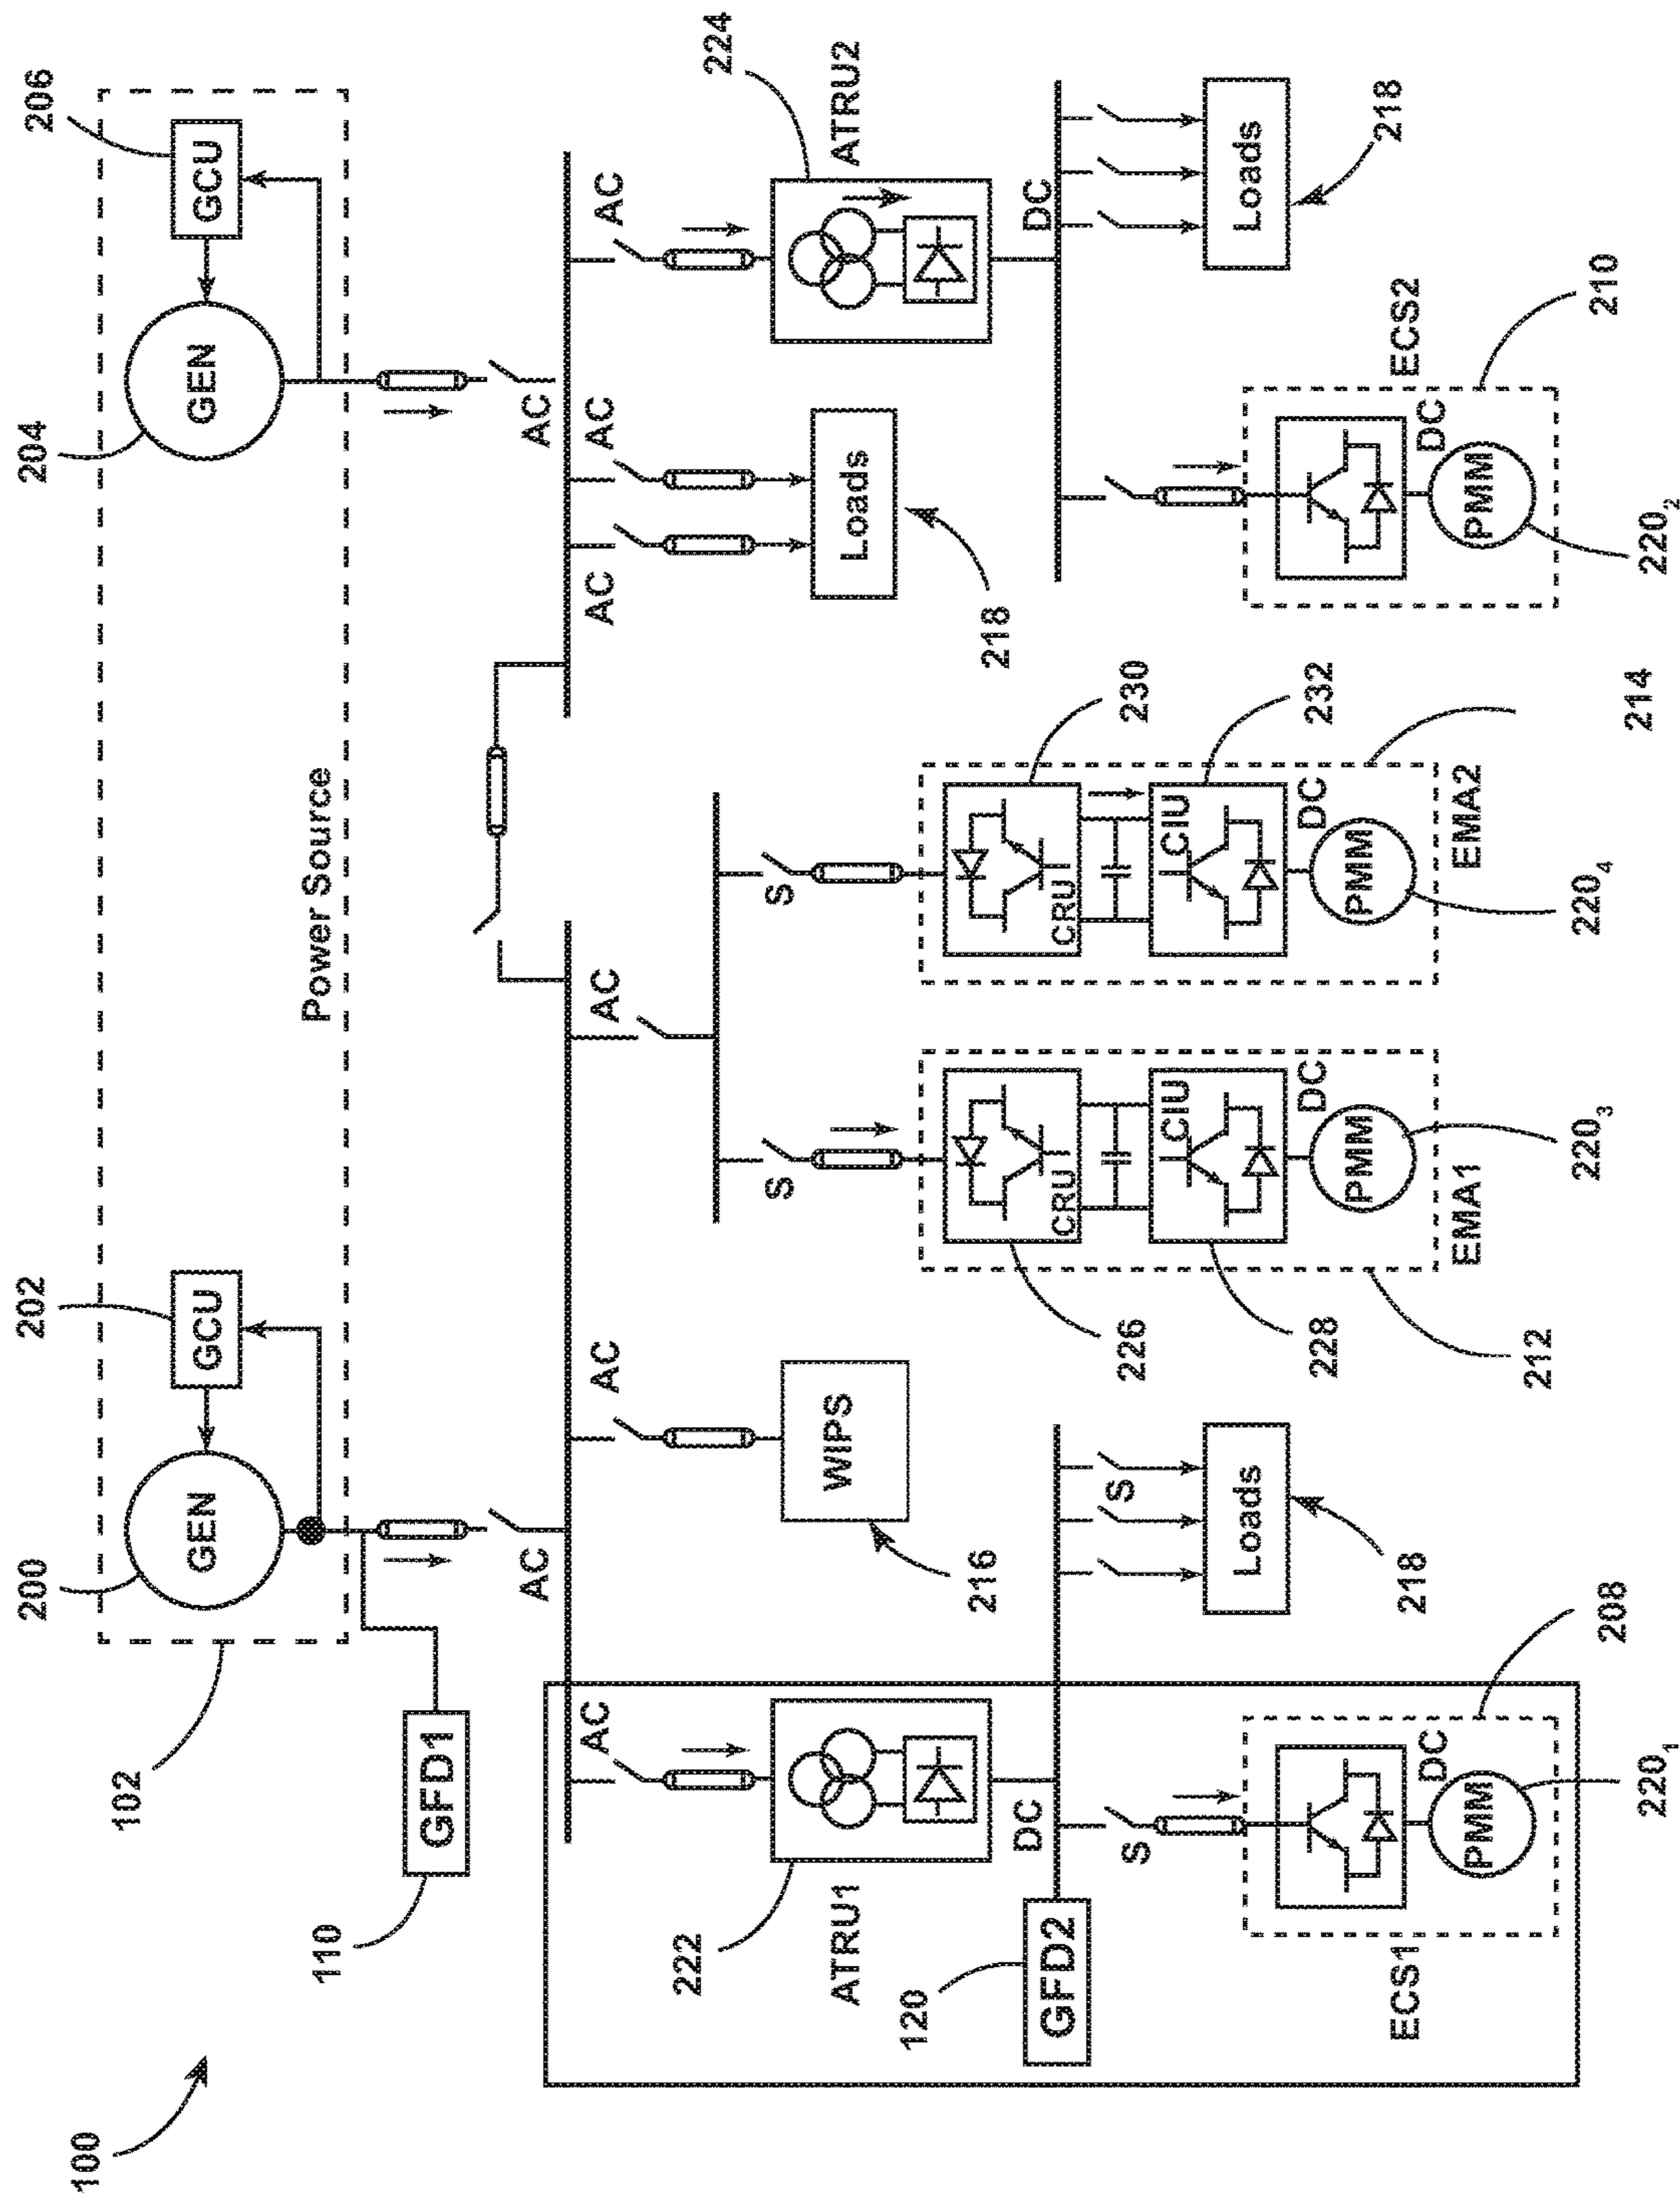 100
102
200
202
204
206
GEN
GCU
GEN
GCU
Power Source
110
GFD1
AC
AC
AC
AC
AC
AC
AC
AC
AC
222
ATRU1
WIPS
216
S
S
Loads
218
224
ATRU2
120
GFD2
DC
S
S
Loads
218
226
CRU
228
CIU
DC
PMM
220₃
EMA1
212
230
CRU
232
CIU
DC
PMM
220₄
EMA2
214
DC
Loads
218
ECS1
208
DC
PMM
220₁
ECS2
210
DC
PMM
220₂